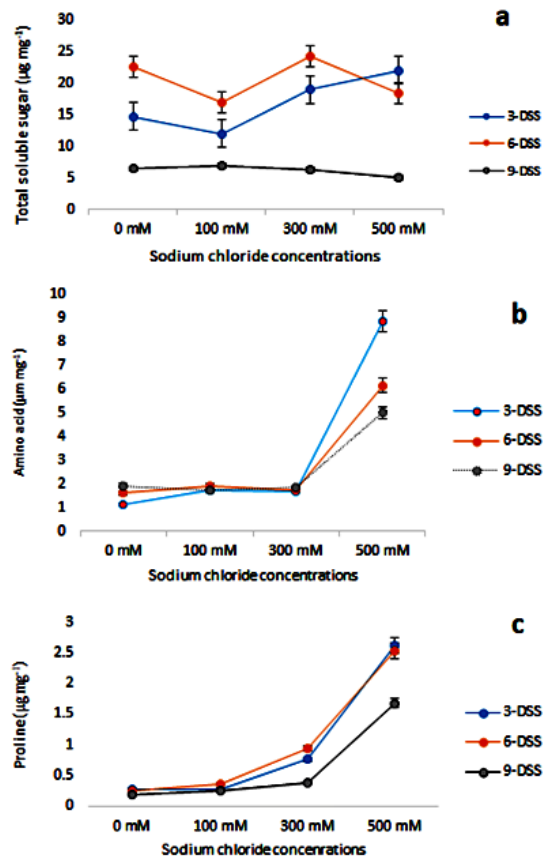 a
Total soluble sugar (µg mg⁻¹)
30
25
20
15
10
5
0
0 mM 100 mM 300 mM 500 mM
Sodium chloride concentrations
3-DSS
6-DSS
9-DSS
b
Amino acid (µm mg⁻¹)
10
9
8
7
6
5
4
3
2
1
0
0 mM 100 mM 300 mM 500 mM
Sodium chloride concentrations
3-DSS
6-DSS
9-DSS
c
Proline (µg mg⁻¹)
3
2.5
2
1.5
1
0.5
0
0 mM 100 mM 300 mM 500 mM
Sodium chloride concenrations
3-DSS
6-DSS
9-DSS